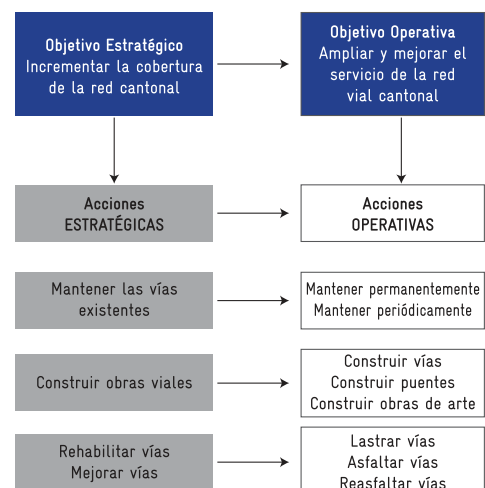 Objetivo Estratégico
Incrementar la cobertura
de la red cantonal
Objetivo Operativa
Ampliar y mejorar el
servicio de la red
vial cantonal
Acciones
ESTRATÉGICAS
Acciones
OPERATIVAS
Mantener las vías
existentes
Mantener permanentemente
Mantener periódicamente
Construir obras viales
Construir vías
Construir puentes
Construir obras de arte
Rehabilitar vías
Mejorar vías
Lastrar vías
Asfaltar vías
Reasfaltar vías